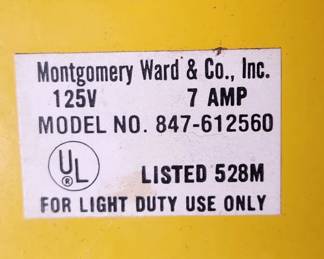 Montgomery Ward & Co., Inc.
125V 7 AMP
MODEL NO. 847-612560
UL ® LISTED 528M
FOR LIGHT DUTY USE ONLY